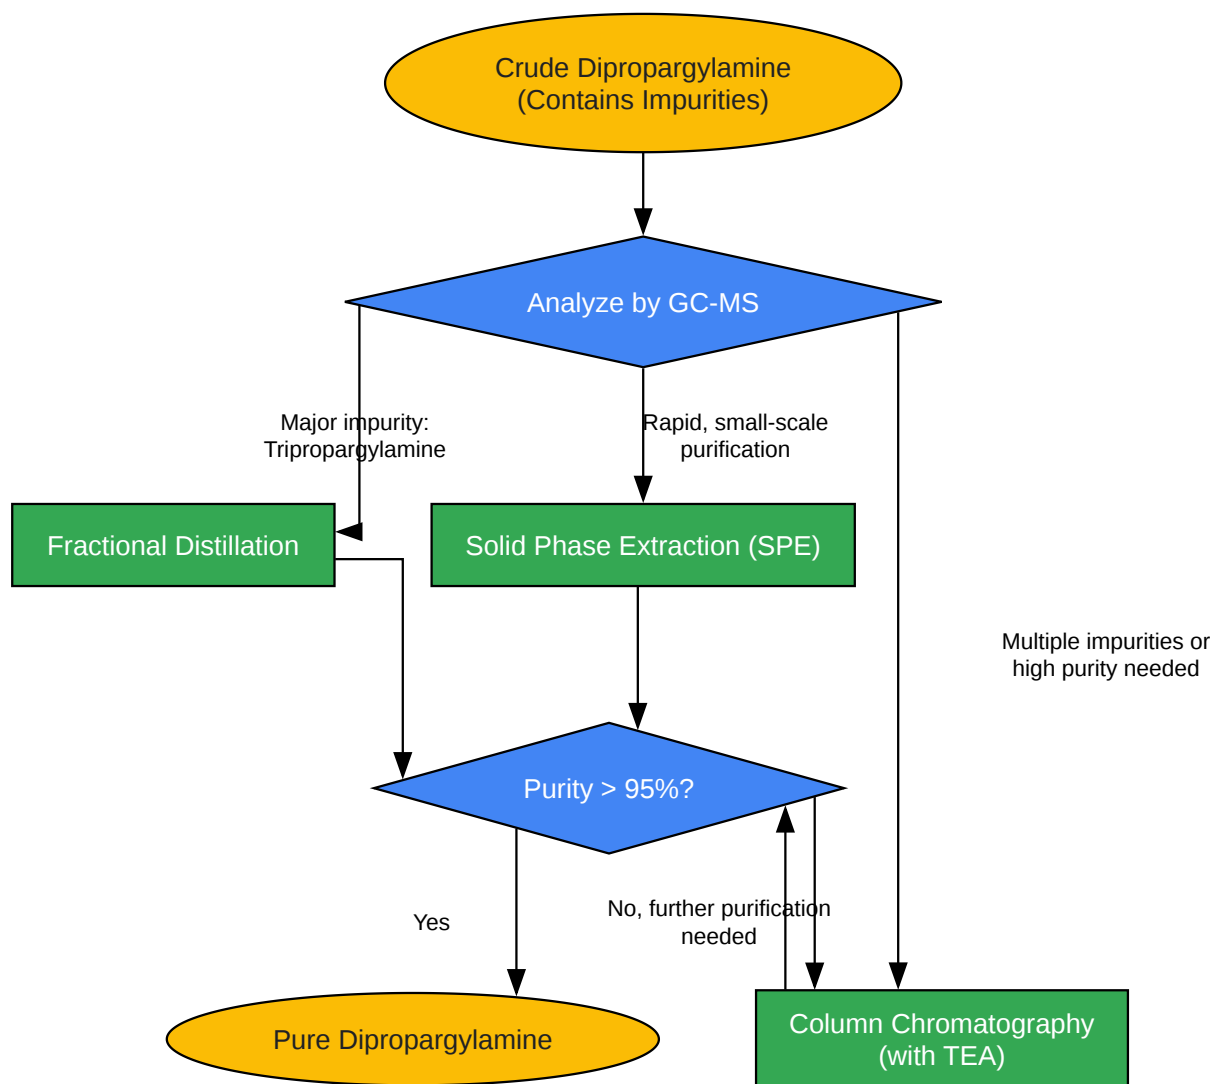 Crude Dipropargylamine
(Contains Impurities)
Analyze by GC-MS
Major impurity:
Tripropargylamine
Rapid, small-scale
purification
Fractional Distillation
Solid Phase Extraction (SPE)
Multiple impurities or
high purity needed
Purity > 95%?
Yes
No, further purification
needed
Pure Dipropargylamine
Column Chromatography
(with TEA)